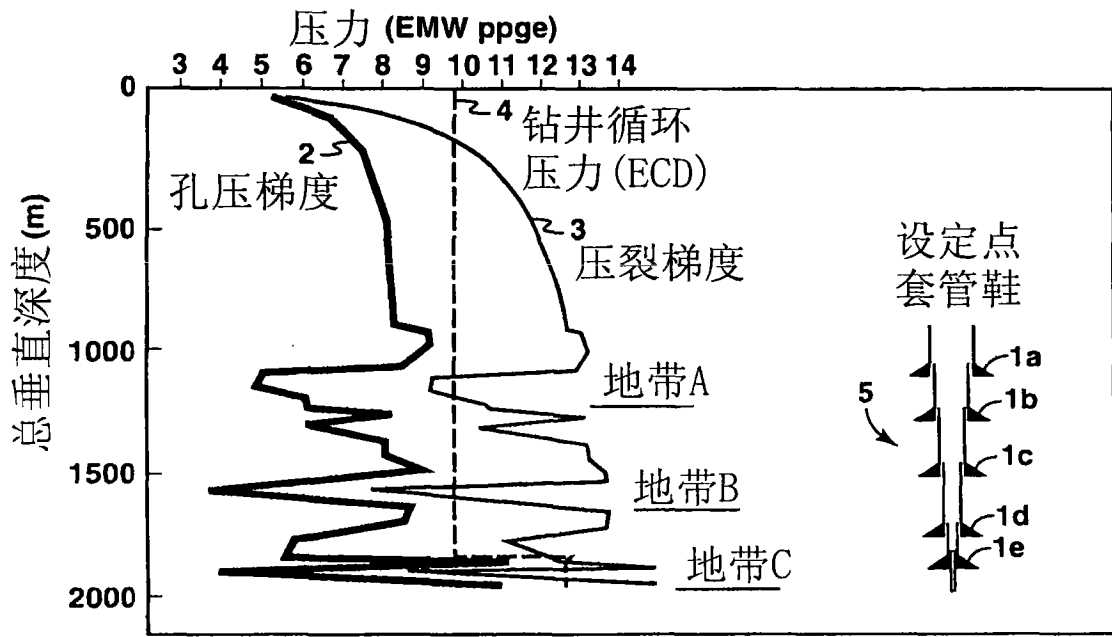 压力 (EMW ppge)
3 4 5 6 7 8 9 10 11 12 13 14
0
500
1000
1500
2000
总垂直深度 (m)
2
孔压梯度
4
钻井循环
压力(ECD)
3
压裂梯度
地带A
地带B
地带C
设定点
套管鞋
5
1a
1b
1c
1d
1e